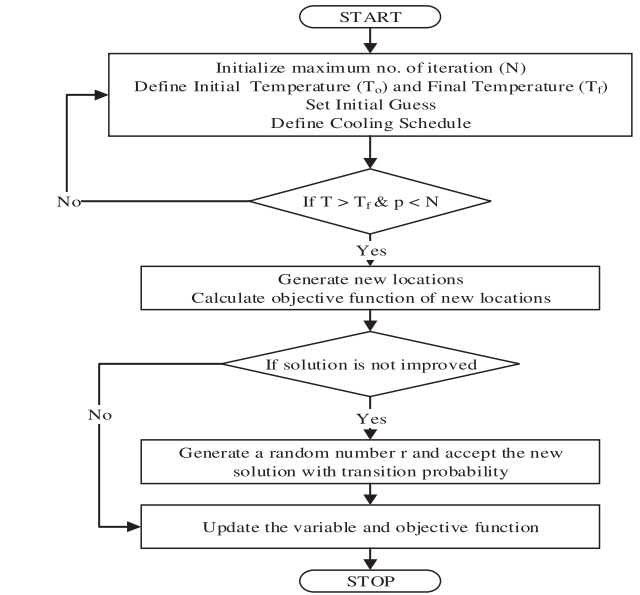 START
Initialize maximum no. of iteration (N)
Define Initial Temperature (To) and Final Temperature (Tf)
Set Initial Guess
Define Cooling Schedule
If T > Tf & p < N
No
Yes
Generate new locations
Calculate objective function of new locations
If solution is not improved
No
Yes
Generate a random number r and accept the new
solution with transition probability
Update the variable and objective function
STOP